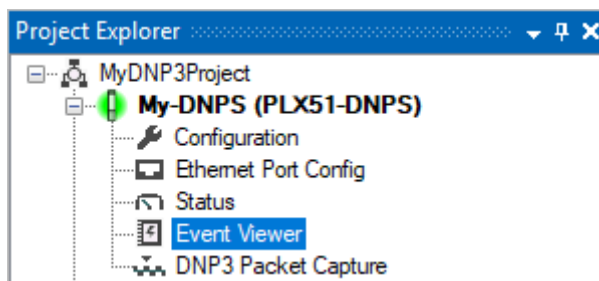 Project Explorer
MyDNP3Project
My-DNPS (PLX51-DNPS)
Configuration
Ethernet Port Config
Status
Event Viewer
DNP3 Packet Capture